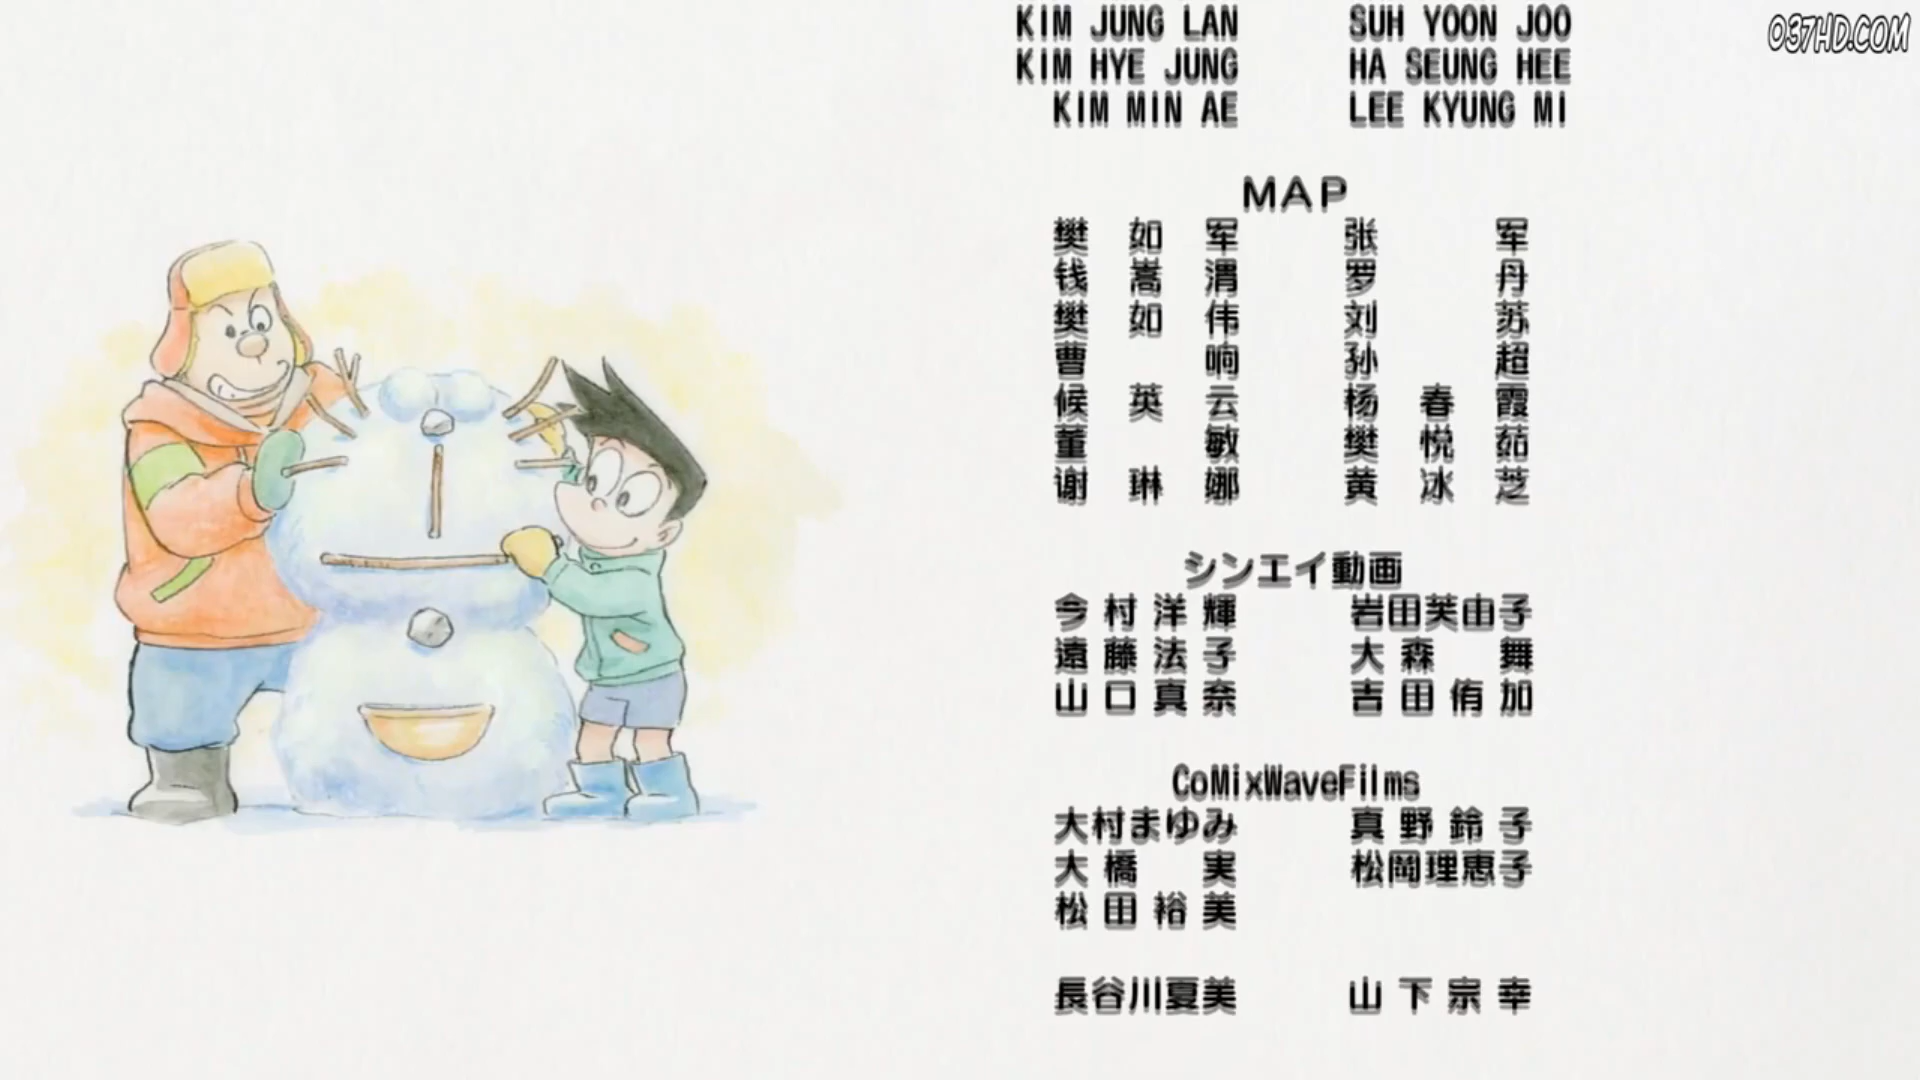 KIM JUNG LAN SUH YOON JOO
037HD.COM
KIM HYE JUNG HA SEUNG HEE
KIM MIN AE LEE KYUNG MI
MAP
樊如军 张军
钱嵩渭 罗丹
樊如伟 刘苏
曹响 孙超
候英云 杨春霞
董敏 樊悦茹
谢琳娜 黄冰芝
シンエイ動画
今村洋輝 岩田芙由子
遠藤法子 大森舞
山口真奈 吉田侑加
CoMixWaveFilms
大村まゆみ 真野鈴子
大橋実 松岡理恵子
松田裕美
長谷川夏美 山下宗幸